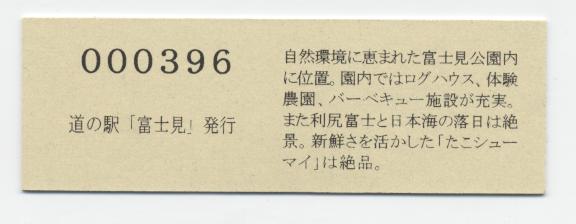 000396
道の駅「富士見」発行
自然環境に恵まれた富士見公園内
に位置。園内ではログハウス、体験
農園、バーベキュー施設が充実。
また利尻富士と日本海の落日は絶
景。新鮮さを活かした「たこシュー
マイ」は絶品。